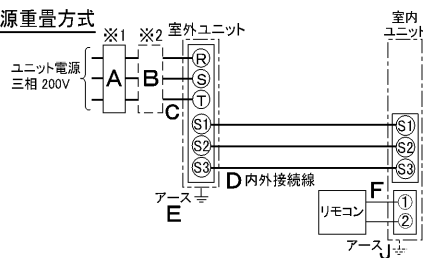 源重畳方式
※1 ※2 室外ユニット
室内
ユニット
ユニット電源
三相 200V
A B
C
R
S
T
S1 S1
S2 S2
S3 S3
D 内外接続線
アース
E
F
リモコン
1
2
アース J